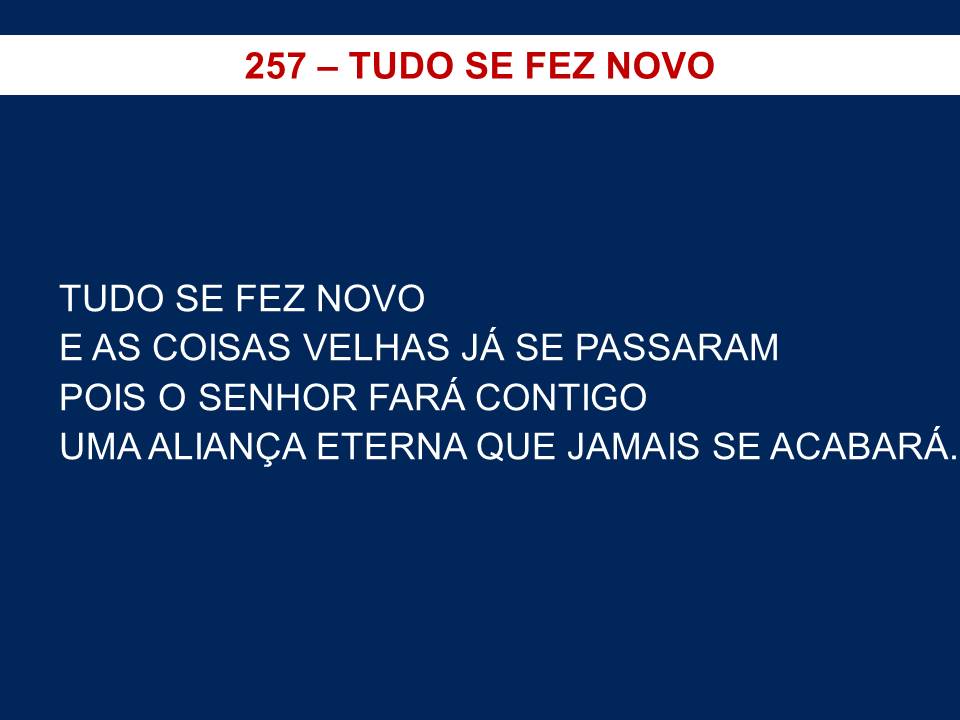 257 – TUDO SE FEZ NOVO
TUDO SE FEZ NOVO
E AS COISAS VELHAS JÁ SE PASSARAM
POIS O SENHOR FARÁ CONTIGO
UMA ALIANÇA ETERNA QUE JAMAIS SE ACABARÁ.